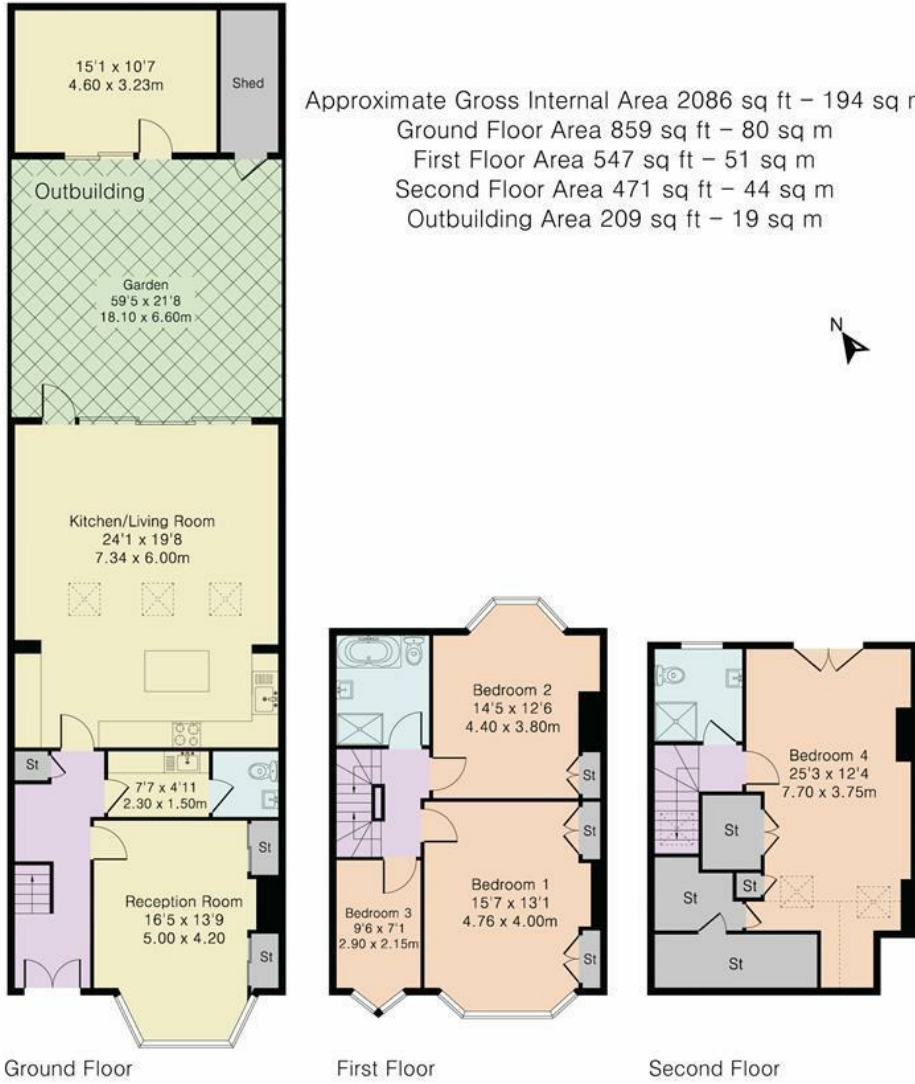 15'1 x 10'7
4.60 x 3.23m
Shed
Approximate Gross Internal Area 2086 sq ft – 194 sq m
Ground Floor Area 859 sq ft – 80 sq m
First Floor Area 547 sq ft – 51 sq m
Second Floor Area 471 sq ft – 44 sq m
Outbuilding Area 209 sq ft – 19 sq m
Outbuilding
Garden
59'5 x 21'8
18.10 x 6.60m
N
Kitchen/Living Room
24'1 x 19'8
7.34 x 6.00m
St
7'7 x 4'11
2.30 x 1.50m
St
Reception Room
16'5 x 13'9
5.00 x 4.20
St
Bedroom 2
14'5 x 12'6
4.40 x 3.80m
St
St
Bedroom 1
15'7 x 13'1
4.76 x 4.00m
Bedroom 3
9'6 x 7'1
2.90 x 2.15m
St
Bedroom 4
25'3 x 12'4
7.70 x 3.75m
St
St
St
St
Ground Floor
First Floor
Second Floor